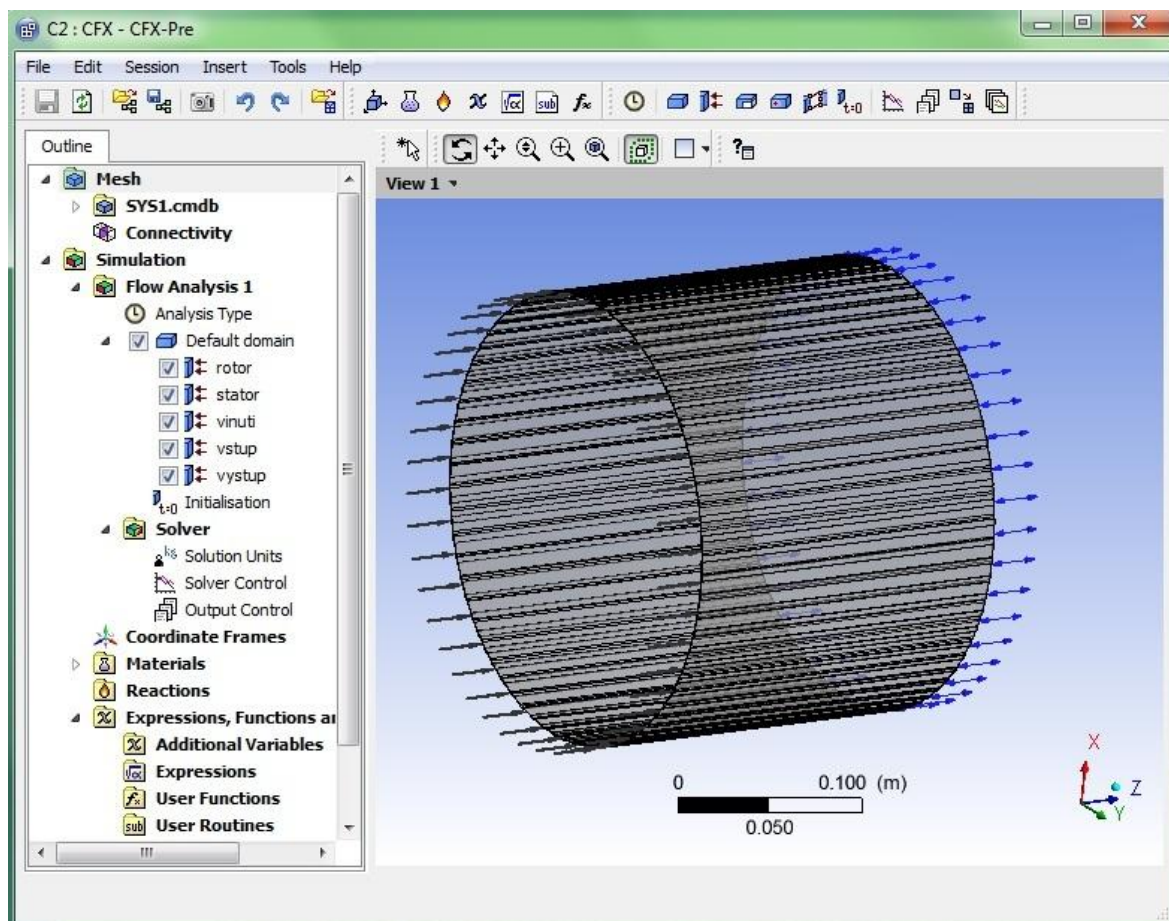 C2 : CFX - CFX-Pre
File Edit Session Insert Tools Help
Outline
Mesh
SYS1.cmdb
Connectivity
Simulation
Flow Analysis 1
Analysis Type
Default domain
rotor
stator
vinuti
vstup
vystup
t=0 Initialisation
Solver
Solution Units
Solver Control
Output Control
Coordinate Frames
Materials
Reactions
Expressions, Functions a
Additional Variables
Expressions
User Functions
User Routines
View 1
0 0.100 (m)
0.050
X
Z
Y